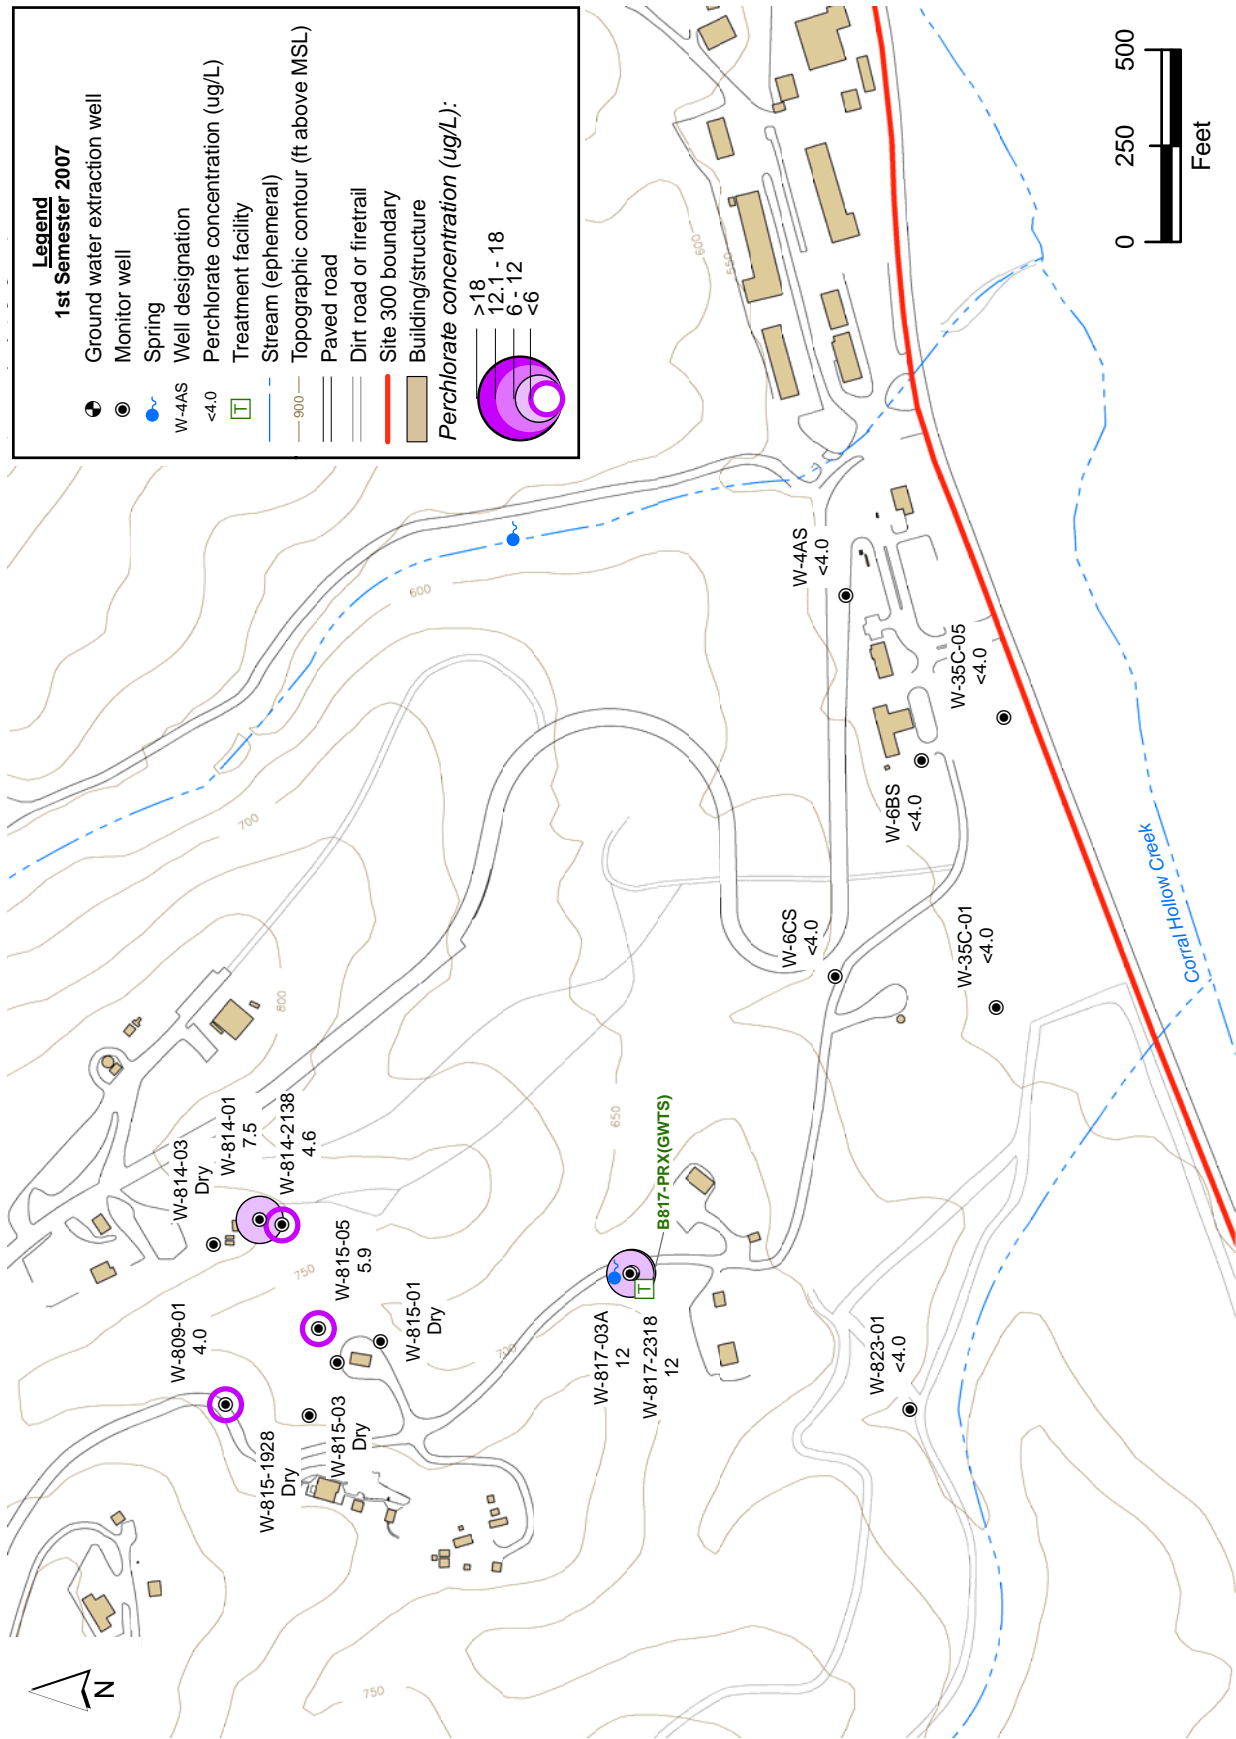 Legend
1st Semester 2007
Ground water extraction well
Monitor well
Spring
W-4AS Well designation
<4.0 Perchlorate concentration (ug/L)
T Treatment facility
Stream (ephemeral)
900 Topographic contour (ft above MSL)
Paved road
Dirt road or firetrail
Site 300 boundary
Building/structure
Perchlorate concentration (ug/L):
>18
12.1 - 18
6 - 12
<6
N
W-809-01
4.0
W-815-1928
Dry
W-815-03
Dry
W-815-01
Dry
W-815-05
5.9
W-814-03
Dry
W-814-01
7.5
W-814-2138
4.6
W-817-03A
12
W-817-2318
12
T
B817-PRX(GWTS)
W-823-01
<4.0
W-6CS
<4.0
W-35C-01
<4.0
W-6BS
<4.0
W-35C-05
<4.0
W-4AS
<4.0
Corral Hollow Creek
750
750
700
650
800
700
600
600
550
0 250 500
Feet